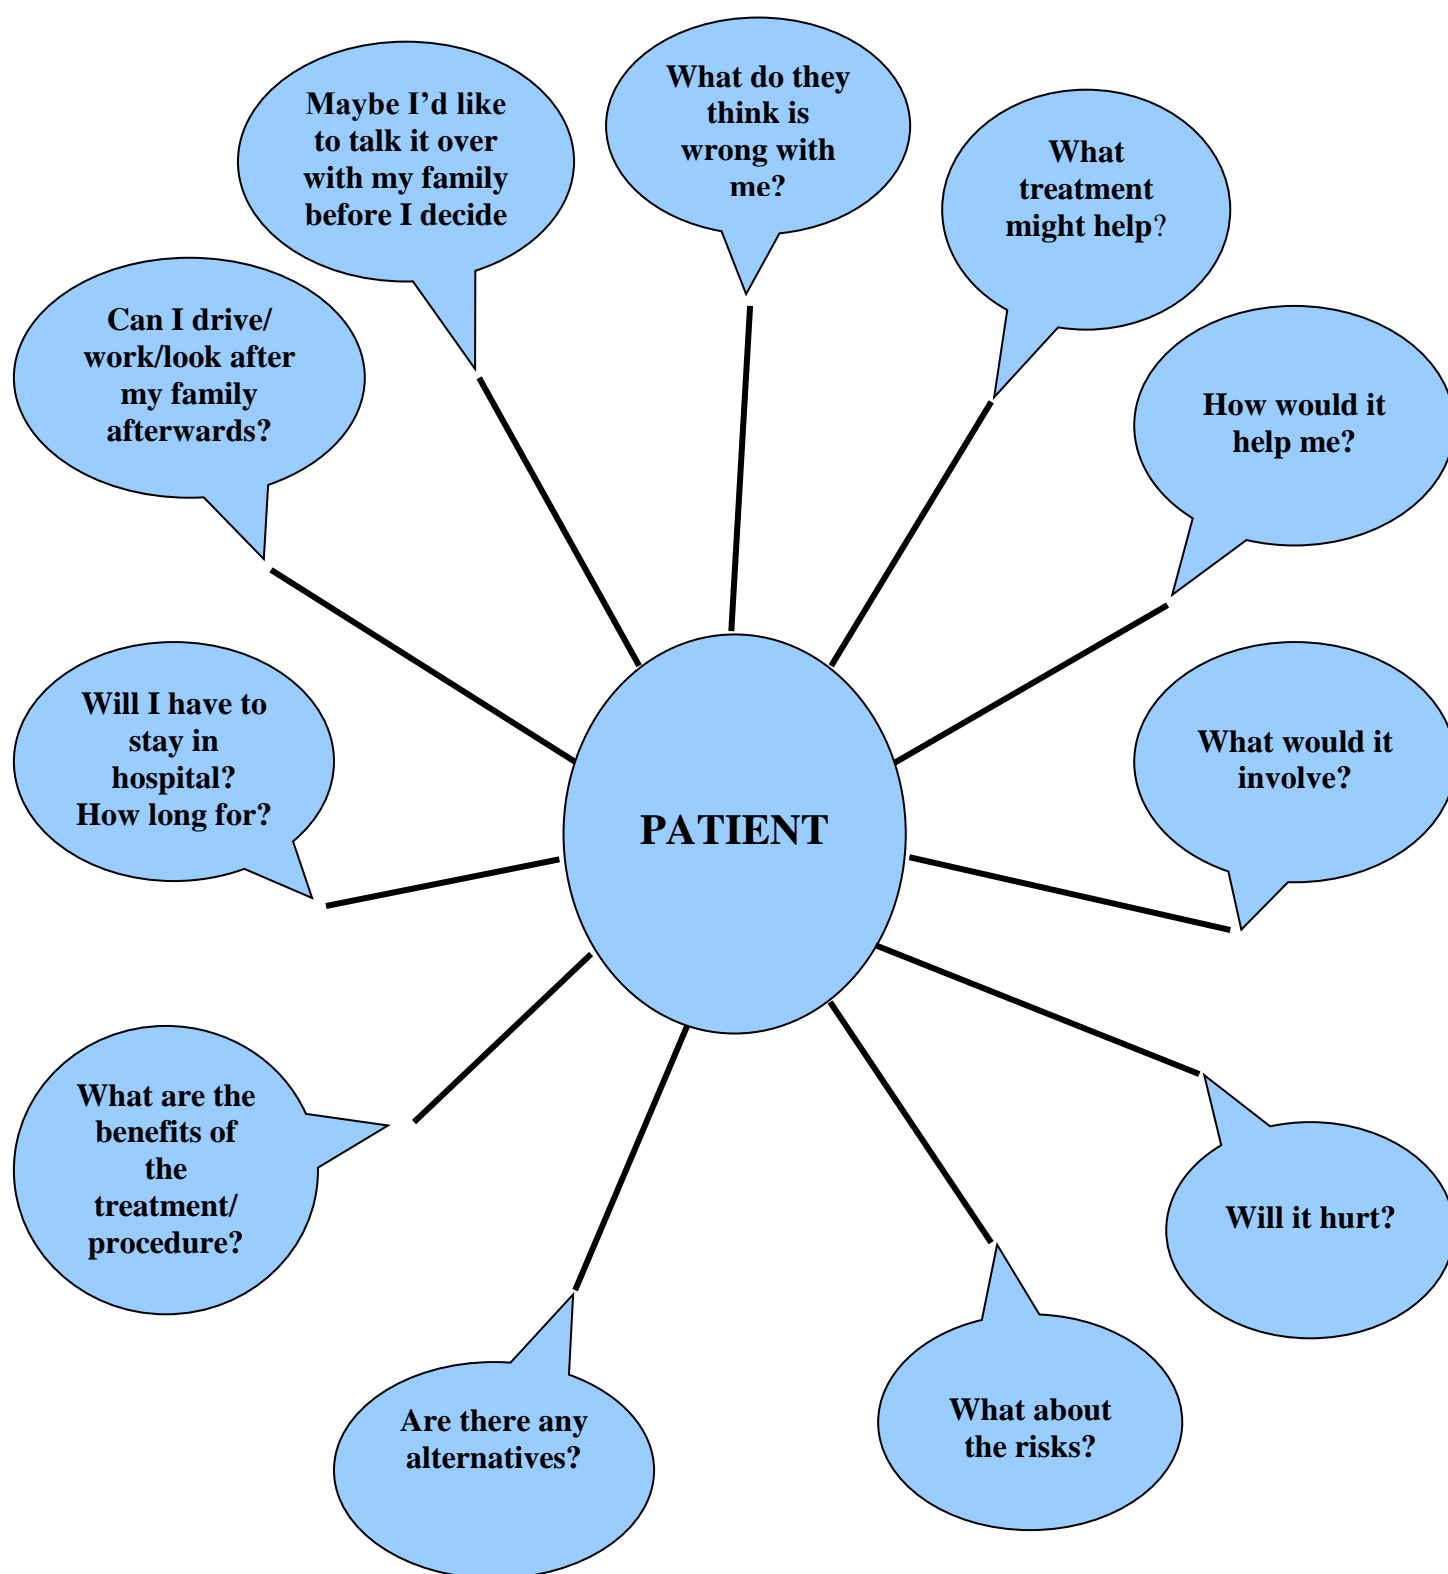 What do they
think is
wrong with
me?
What
treatment
might help?
How would it
help me?
What would it
involve?
Will it hurt?
What about
the risks?
Are there any
alternatives?
What are the
benefits of
the
treatment/
procedure?
Will I have to
stay in
hospital?
How long for?
Can I drive/
work/look after
my family
afterwards?
Maybe I’d like
to talk it over
with my family
before I decide
PATIENT